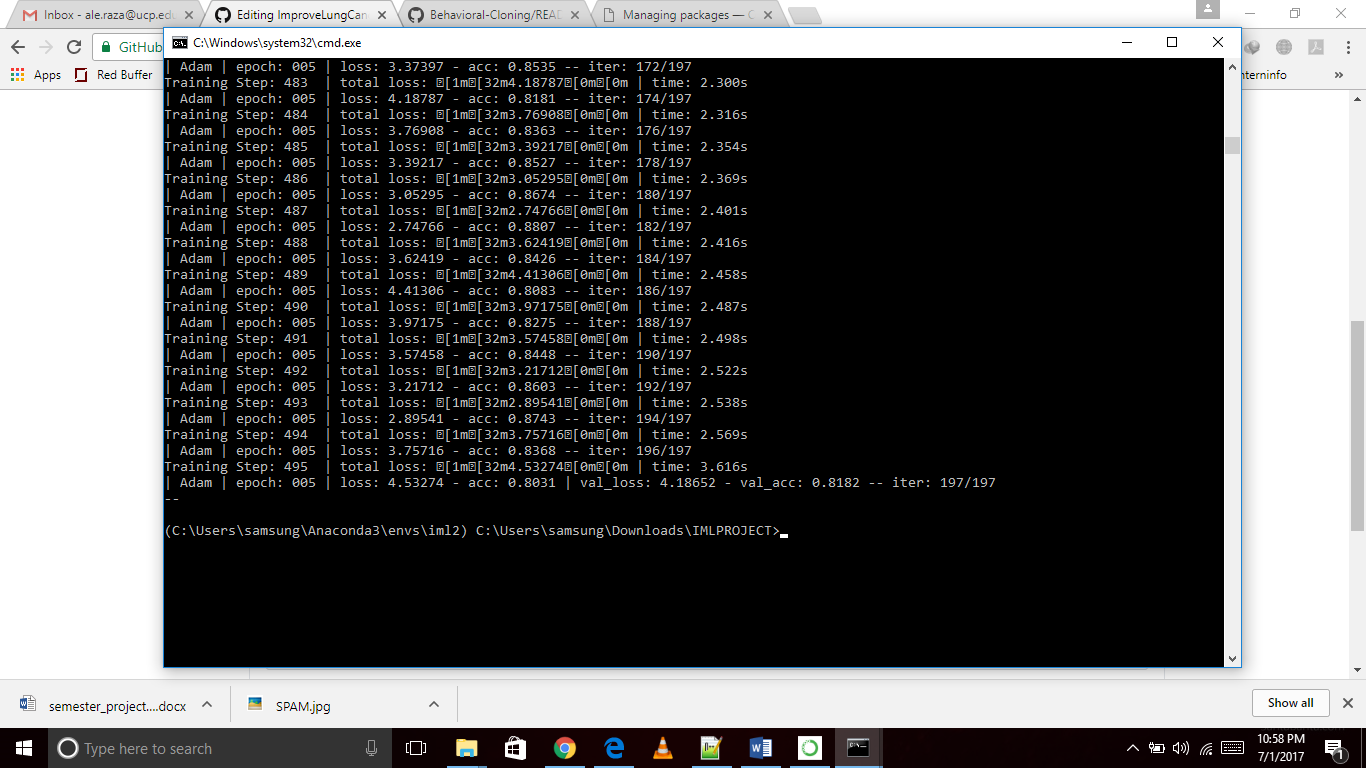 Inbox - ale.raza@ucp.edu
Editing ImproveLungCan
Behavioral-Cloning/READ
Managing packages — C
GitHub
Apps
Red Buffer
nterninfo
»
C:\Windows\system32\cmd.exe
| Adam | epoch: 005 | loss: 3.37397 - acc: 0.8535 -- iter: 172/197
Training Step: 483  | total loss: [1m[32m4.18787[0m[0m | time: 2.300s
| Adam | epoch: 005 | loss: 4.18787 - acc: 0.8181 -- iter: 174/197
Training Step: 484  | total loss: [1m[32m3.76908[0m[0m | time: 2.316s
| Adam | epoch: 005 | loss: 3.76908 - acc: 0.8363 -- iter: 176/197
Training Step: 485  | total loss: [1m[32m3.39217[0m[0m | time: 2.354s
| Adam | epoch: 005 | loss: 3.39217 - acc: 0.8527 -- iter: 178/197
Training Step: 486  | total loss: [1m[32m3.05295[0m[0m | time: 2.369s
| Adam | epoch: 005 | loss: 3.05295 - acc: 0.8674 -- iter: 180/197
Training Step: 487  | total loss: [1m[32m2.74766[0m[0m | time: 2.401s
| Adam | epoch: 005 | loss: 2.74766 - acc: 0.8807 -- iter: 182/197
Training Step: 488  | total loss: [1m[32m3.62419[0m[0m | time: 2.416s
| Adam | epoch: 005 | loss: 3.62419 - acc: 0.8426 -- iter: 184/197
Training Step: 489  | total loss: [1m[32m4.41306[0m[0m | time: 2.458s
| Adam | epoch: 005 | loss: 4.41306 - acc: 0.8083 -- iter: 186/197
Training Step: 490  | total loss: [1m[32m3.97175[0m[0m | time: 2.487s
| Adam | epoch: 005 | loss: 3.97175 - acc: 0.8275 -- iter: 188/197
Training Step: 491  | total loss: [1m[32m3.57458[0m[0m | time: 2.498s
| Adam | epoch: 005 | loss: 3.57458 - acc: 0.8448 -- iter: 190/197
Training Step: 492  | total loss: [1m[32m3.21712[0m[0m | time: 2.522s
| Adam | epoch: 005 | loss: 3.21712 - acc: 0.8603 -- iter: 192/197
Training Step: 493  | total loss: [1m[32m2.89541[0m[0m | time: 2.538s
| Adam | epoch: 005 | loss: 2.89541 - acc: 0.8743 -- iter: 194/197
Training Step: 494  | total loss: [1m[32m3.75716[0m[0m | time: 2.569s
| Adam | epoch: 005 | loss: 3.75716 - acc: 0.8368 -- iter: 196/197
Training Step: 495  | total loss: [1m[32m4.53274[0m[0m | time: 3.616s
| Adam | epoch: 005 | loss: 4.53274 - acc: 0.8031 | val_loss: 4.18652 - val_acc: 0.8182 -- iter: 197/197
--
(C:\Users\samsung\Anaconda3\envs\iml2) C:\Users\samsung\Downloads\IMLPROJECT>
semester_project....docx
SPAM.jpg
Show all
Type here to search
10:58 PM
7/1/2017
1